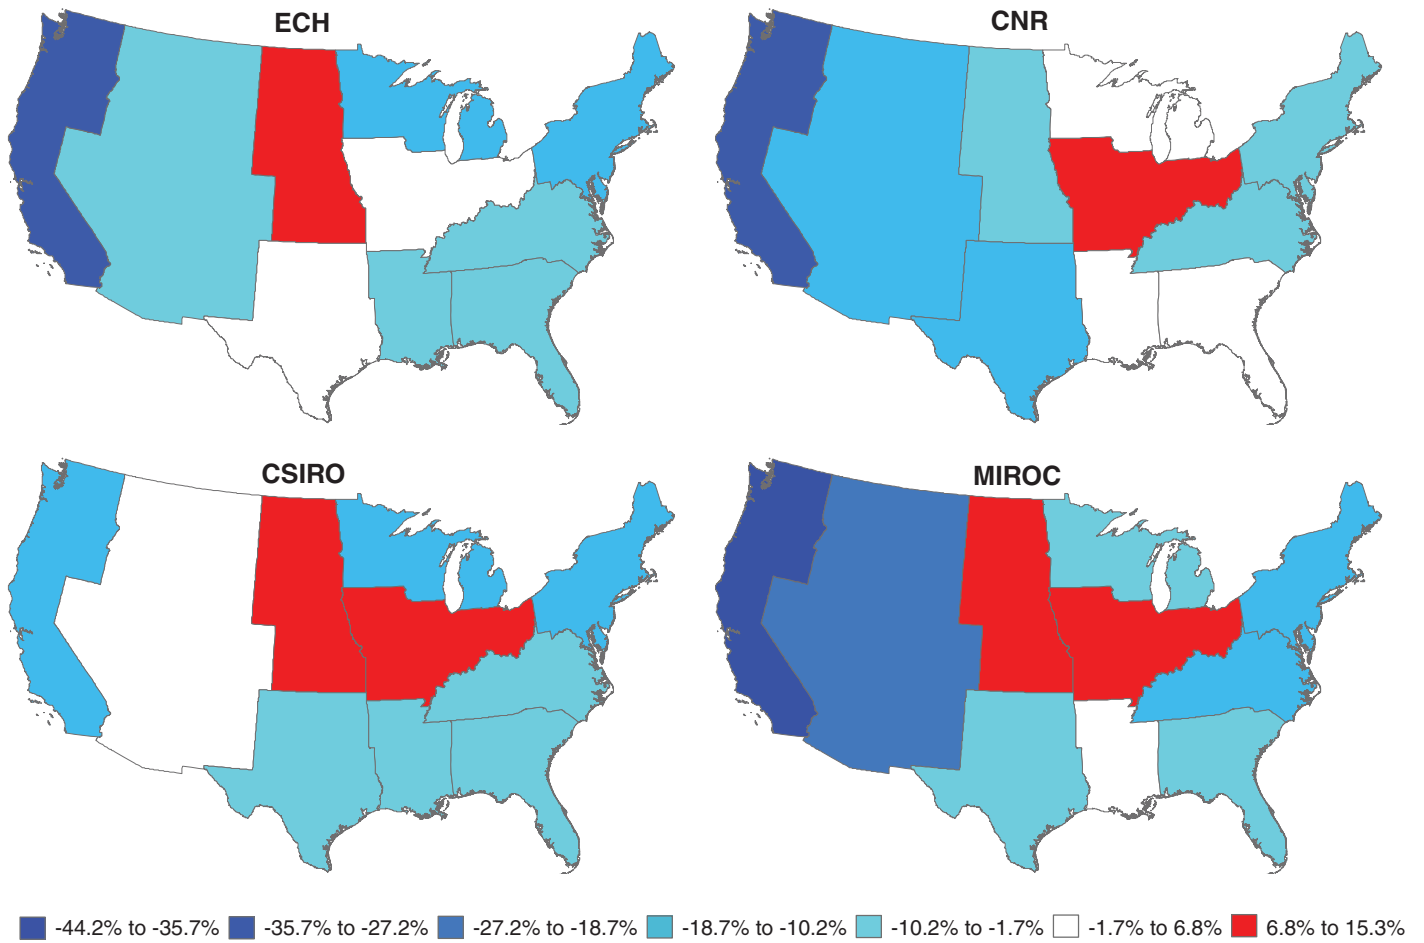 ECH
CNR
CSIRO
MIROC
-44.2% to -35.7% -35.7% to -27.2% -27.2% to -18.7% -18.7% to -10.2% -10.2% to -1.7% -1.7% to 6.8% 6.8% to 15.3%